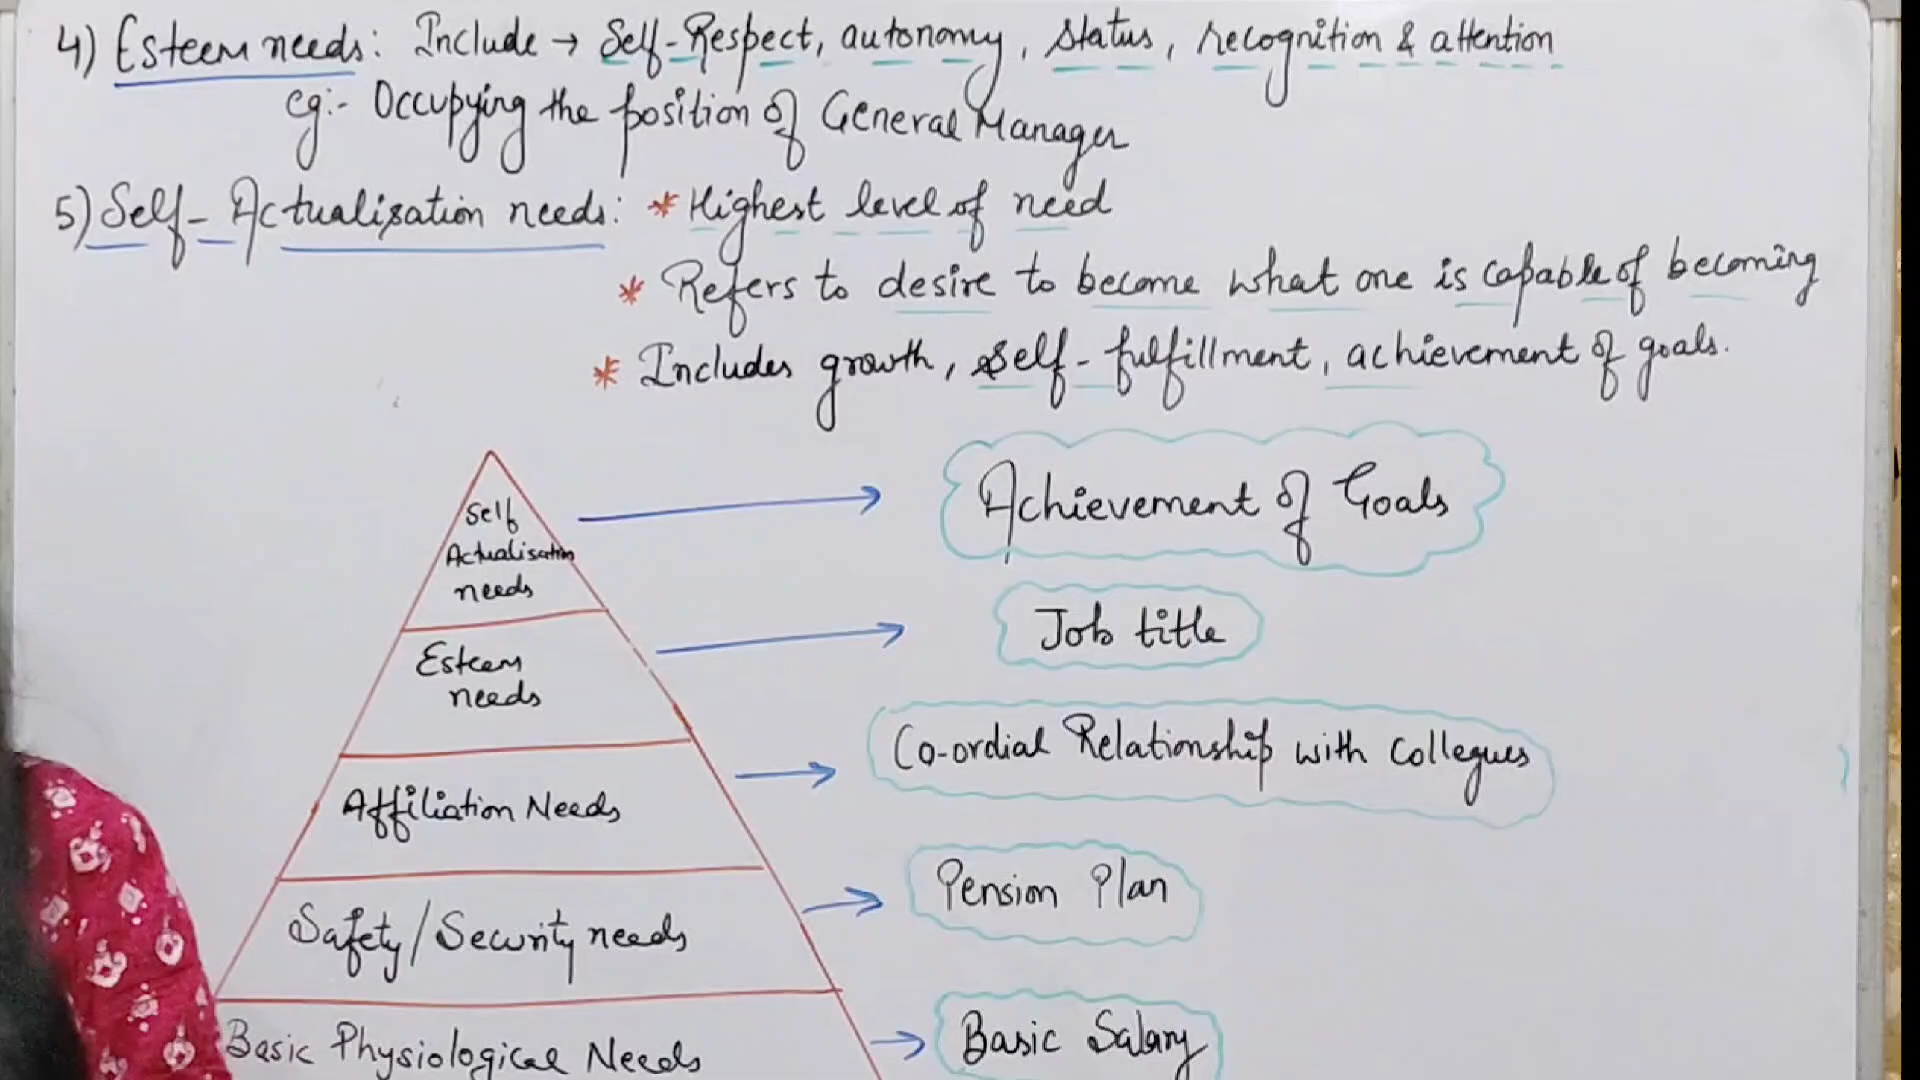 4) Esteem needs: Include → Self-Respect, autonomy, status, recognition & attention
eg:- Occupying the position of General Manager
5) Self-Actualisation needs: * Highest level of need
* Refers to desire to become what one is capable of becoming
* Includes growth, self-fulfillment, achievement of goals.
Self
Actualisation
needs
→ Achievement of Goals
Esteem
needs
→ Job title
Affiliation Needs → Co-ordial Relationship with Collegues
Safety/Security needs → Pension Plan
Basic Physiological Needs → Basic Salary